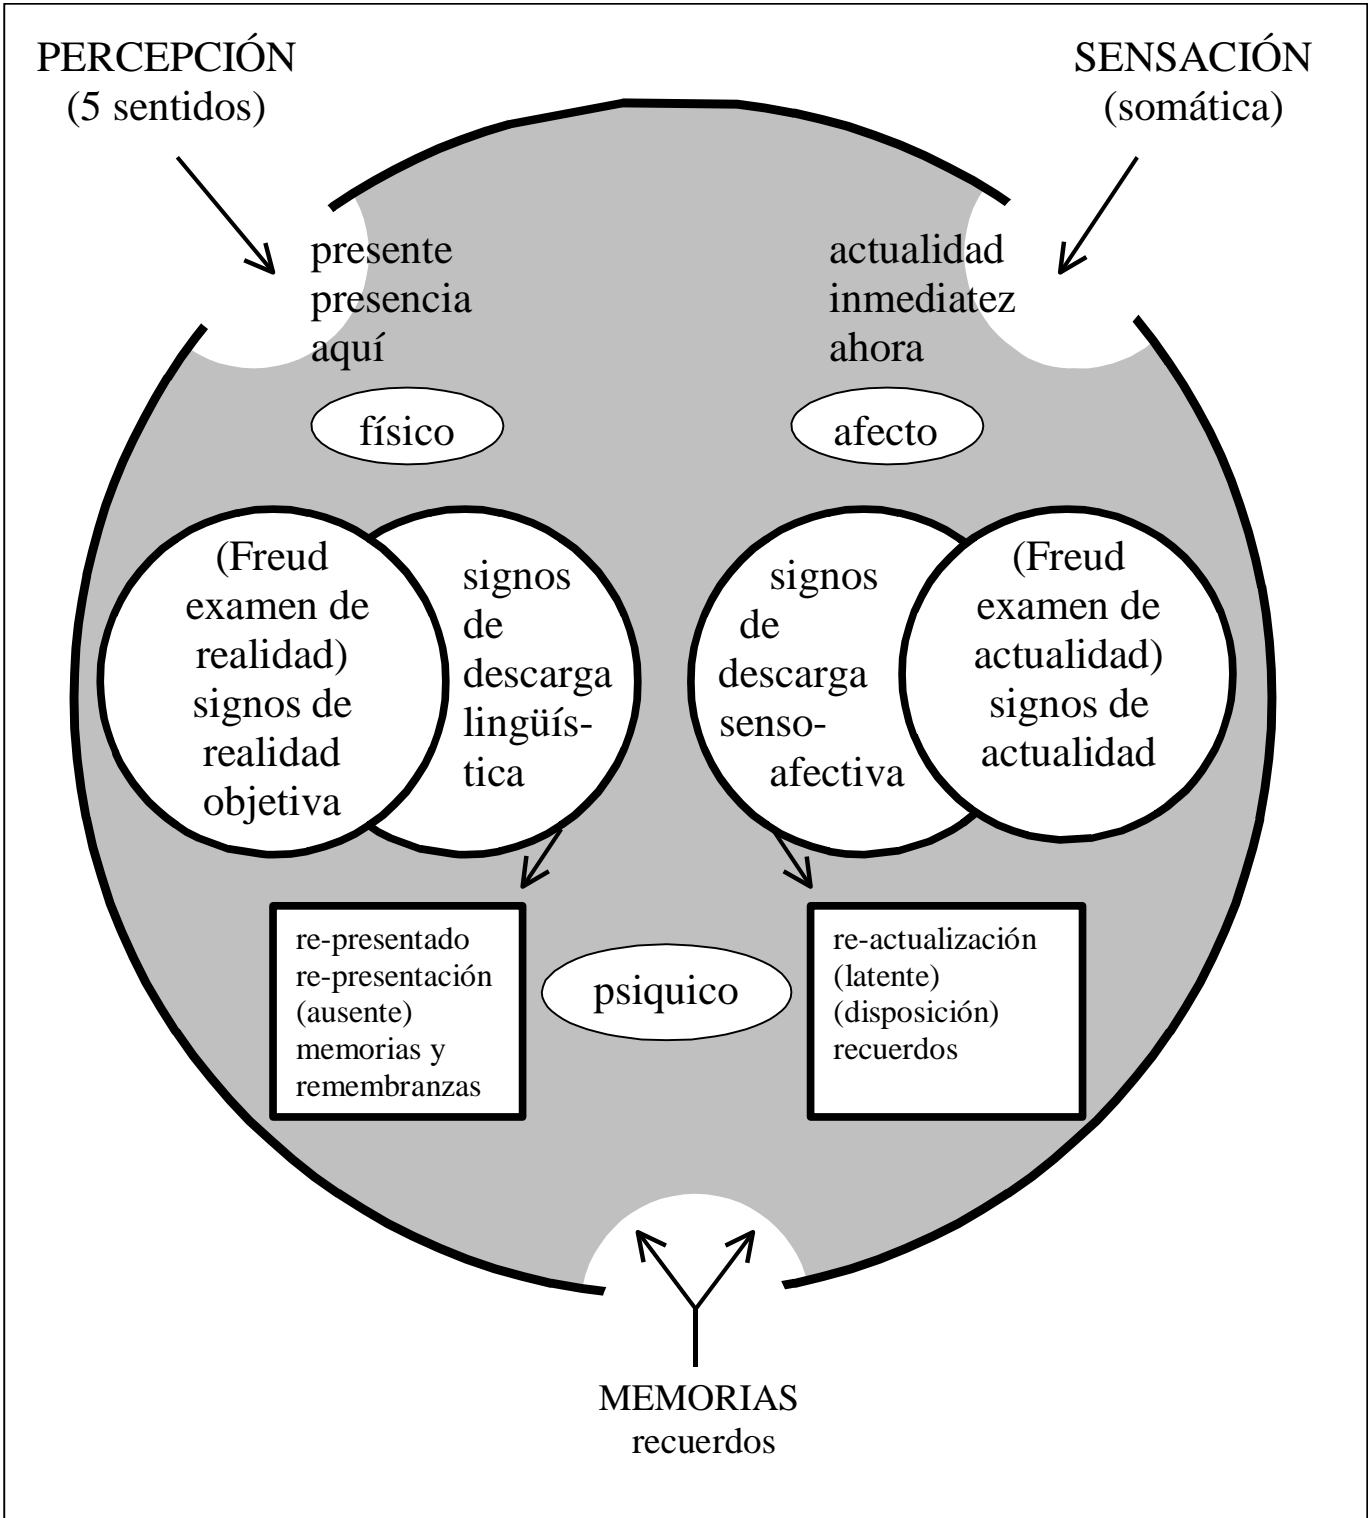 PERCEPCIÓN
(5 sentidos)
SENSACIÓN
(somática)
presente
presencia
aquí
actualidad
inmediatez
ahora
físico
afecto
(Freud
examen de
realidad)
signos de
realidad
objetiva
signos
de
descarga
lingüís-
tica
signos
de
descarga
senso-
afectiva
(Freud
examen de
actualidad)
signos de
actualidad
re-presentado
re-presentación
(ausente)
memorias y
remembranzas
psiquico
re-actualización
(latente)
(disposición)
recuerdos
MEMORIAS
recuerdos